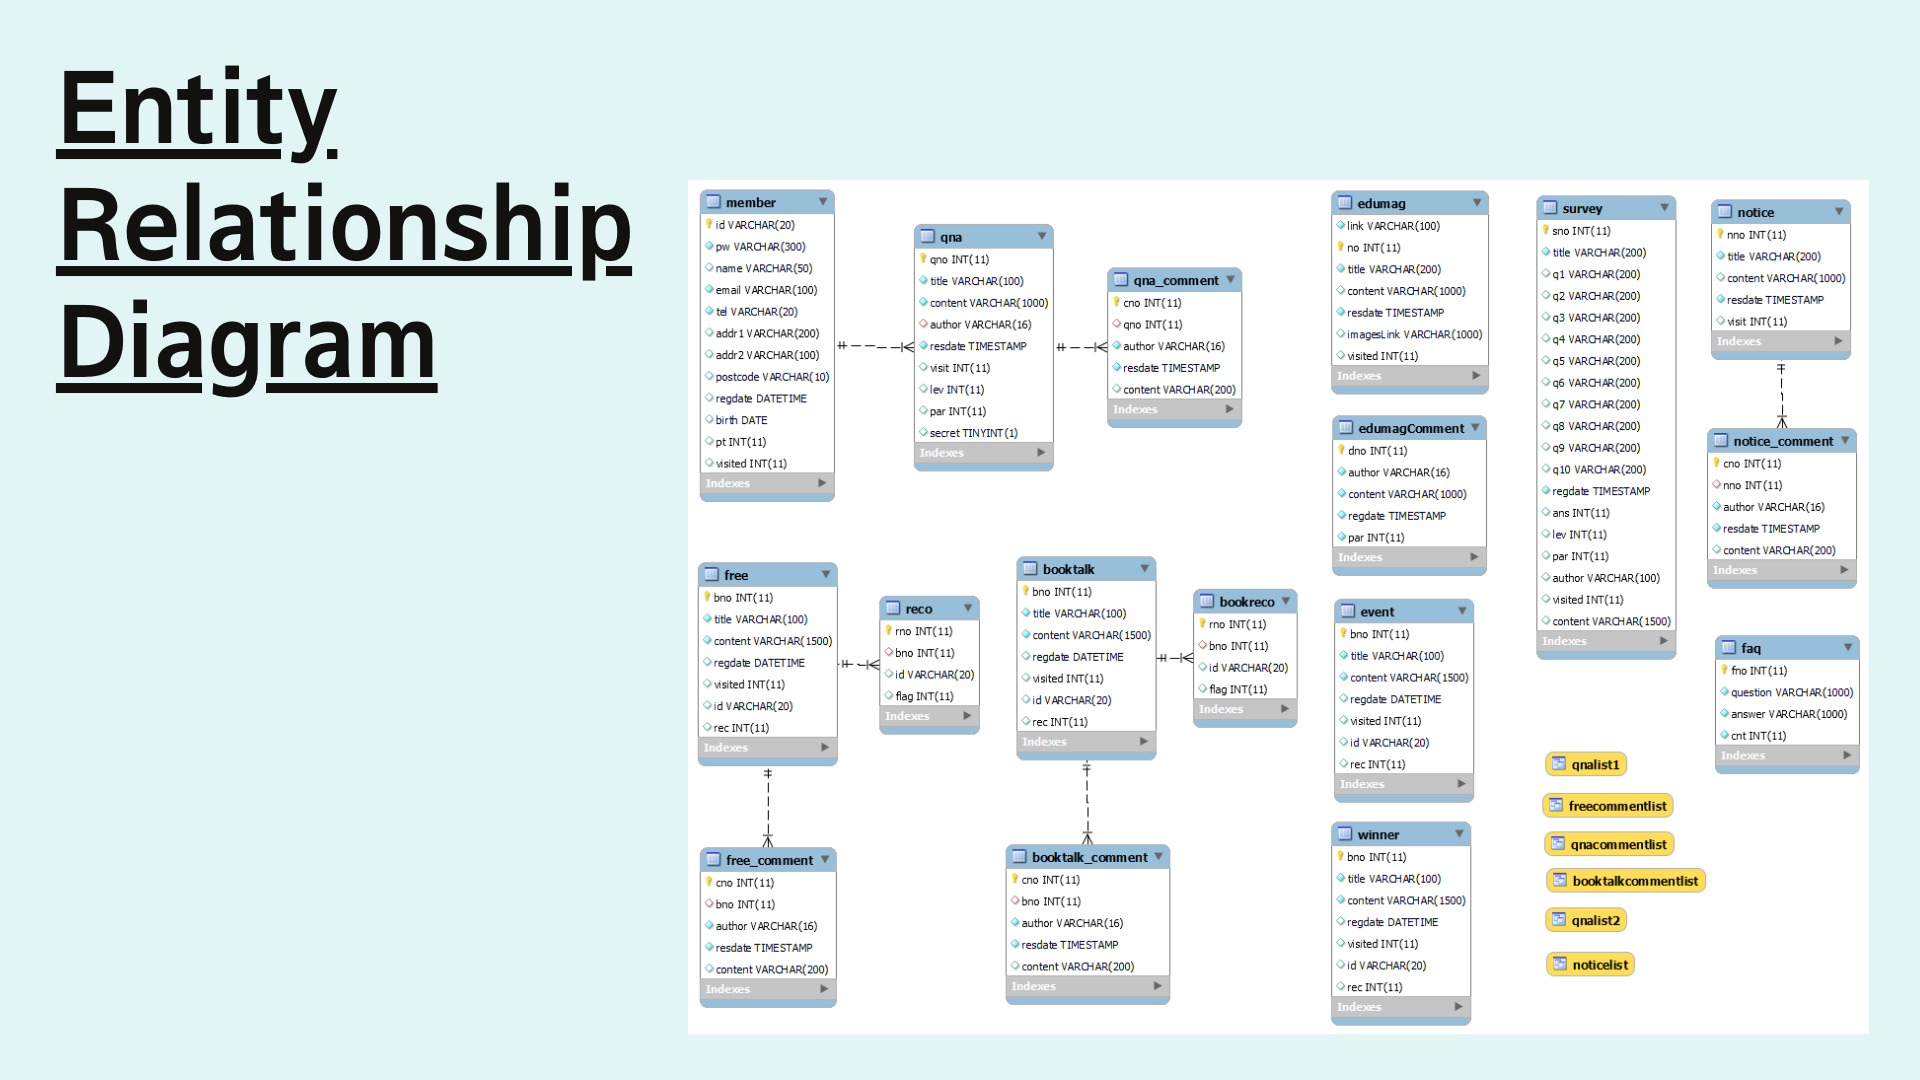 Entity
Relationship
Diagram
member
id VARCHAR(20)
pw VARCHAR(300)
name VARCHAR(50)
email VARCHAR(100)
tel VARCHAR(20)
addr1 VARCHAR(200)
addr2 VARCHAR(100)
postcode VARCHAR(10)
regdate DATETIME
birth DATE
pt INT(11)
visited INT(11)
Indexes
qna
qno INT(11)
title VARCHAR(100)
content VARCHAR(1000)
author VARCHAR(16)
resdate TIMESTAMP
visit INT(11)
lev INT(11)
par INT(11)
secret TINYINT(1)
Indexes
qna_comment
cno INT(11)
qno INT(11)
author VARCHAR(16)
resdate TIMESTAMP
content VARCHAR(200)
Indexes
edumag
link VARCHAR(100)
no INT(11)
title VARCHAR(200)
content VARCHAR(1000)
resdate TIMESTAMP
imagesLink VARCHAR(1000)
visited INT(11)
Indexes
survey
sno INT(11)
title VARCHAR(200)
q1 VARCHAR(200)
q2 VARCHAR(200)
q3 VARCHAR(200)
q4 VARCHAR(200)
q5 VARCHAR(200)
q6 VARCHAR(200)
q7 VARCHAR(200)
q8 VARCHAR(200)
q9 VARCHAR(200)
q10 VARCHAR(200)
regdate TIMESTAMP
ans INT(11)
lev INT(11)
par INT(11)
author VARCHAR(100)
visited INT(11)
content VARCHAR(1500)
Indexes
notice
nno INT(11)
title VARCHAR(200)
content VARCHAR(1000)
resdate TIMESTAMP
visit INT(11)
Indexes
edumagComment
dno INT(11)
author VARCHAR(16)
content VARCHAR(1000)
regdate TIMESTAMP
par INT(11)
Indexes
notice_comment
cno INT(11)
nno INT(11)
author VARCHAR(16)
resdate TIMESTAMP
content VARCHAR(200)
Indexes
free
bno INT(11)
title VARCHAR(100)
content VARCHAR(1500)
regdate DATETIME
visited INT(11)
id VARCHAR(20)
rec INT(11)
Indexes
reco
rno INT(11)
bno INT(11)
id VARCHAR(20)
flag INT(11)
Indexes
booktalk
bno INT(11)
title VARCHAR(100)
content VARCHAR(1500)
regdate DATETIME
visited INT(11)
id VARCHAR(20)
rec INT(11)
Indexes
bookreco
rno INT(11)
bno INT(11)
id VARCHAR(20)
flag INT(11)
Indexes
event
bno INT(11)
title VARCHAR(100)
content VARCHAR(1500)
regdate DATETIME
visited INT(11)
id VARCHAR(20)
rec INT(11)
Indexes
faq
fno INT(11)
question VARCHAR(1000)
answer VARCHAR(1000)
cnt INT(11)
Indexes
free_comment
cno INT(11)
bno INT(11)
author VARCHAR(16)
resdate TIMESTAMP
content VARCHAR(200)
Indexes
booktalk_comment
cno INT(11)
bno INT(11)
author VARCHAR(16)
resdate TIMESTAMP
content VARCHAR(200)
Indexes
winner
bno INT(11)
title VARCHAR(100)
content VARCHAR(1500)
regdate DATETIME
visited INT(11)
id VARCHAR(20)
rec INT(11)
Indexes
qnalist1
freecommentlist
qnacommentlist
booktalkcommentlist
qnalist2
noticelist